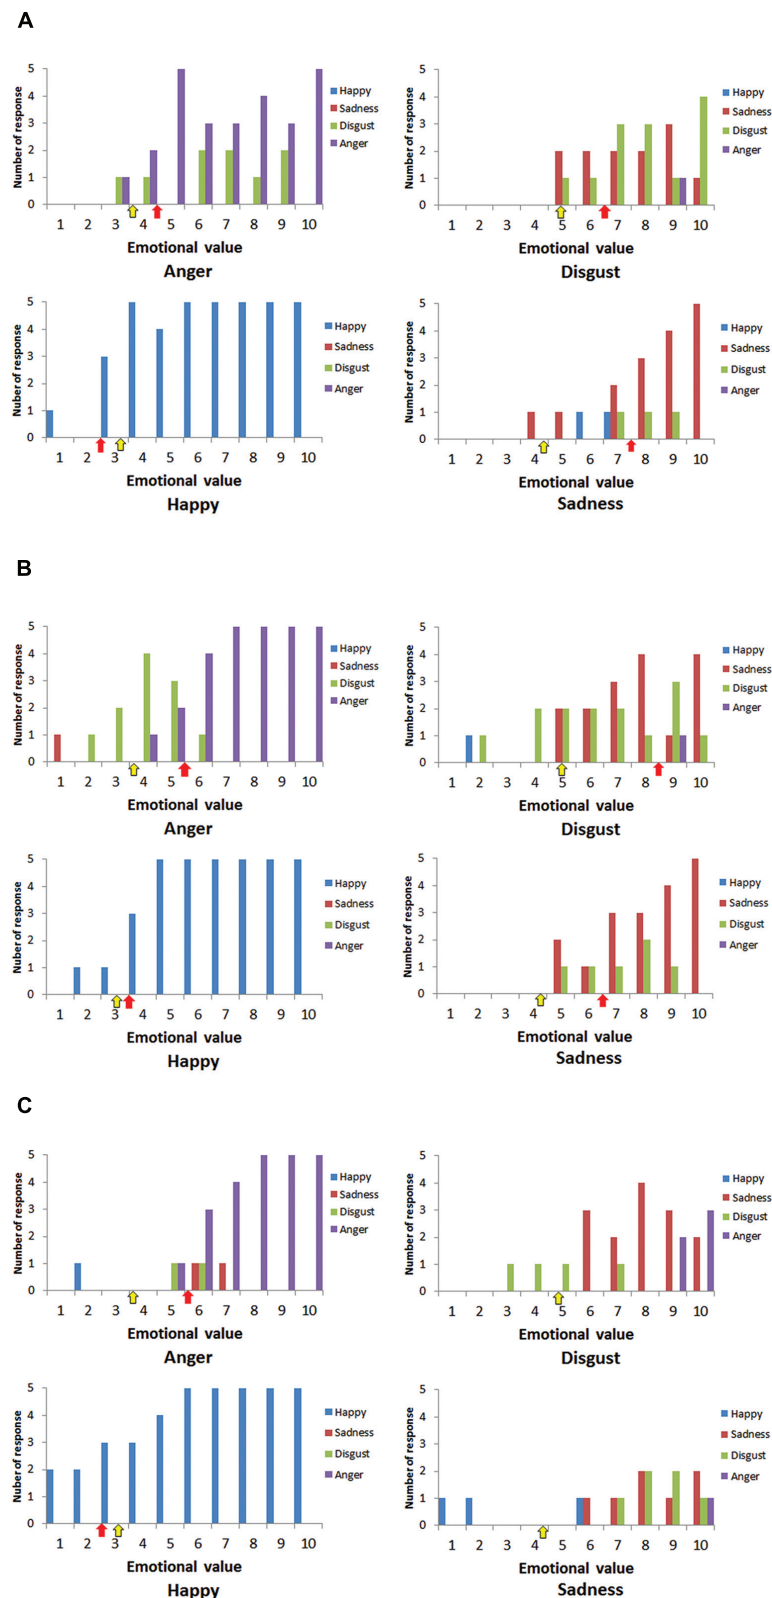 A
5
4
3
2
1
0
Number of response
Happy
Sadness
Disgust
Anger
1 2 3 4 5 6 7 8 9 10
Emotional value
Anger
5
4
3
2
1
0
Number of response
Happy
Sadness
Disgust
Anger
1 2 3 4 5 6 7 8 9 10
Emotional value
Disgust
5
4
3
2
1
0
Nuber of response
Happy
Sadness
Disgust
Anger
1 2 3 4 5 6 7 8 9 10
Emotional value
Happy
5
4
3
2
1
0
Number of response
Happy
Sadness
Disgust
Anger
1 2 3 4 5 6 7 8 9 10
Emotional value
Sadness
B
5
4
3
2
1
0
Number of response
Happy
Sadness
Disgust
Anger
1 2 3 4 5 6 7 8 9 10
Emotional value
Anger
5
4
3
2
1
0
Number of response
Happy
Sadness
Disgust
Anger
1 2 3 4 5 6 7 8 9 10
Emotional value
Disgust
5
4
3
2
1
0
Nuber of response
Happy
Sadness
Disgust
Anger
1 2 3 4 5 6 7 8 9 10
Emotional value
Happy
5
4
3
2
1
0
Number of response
Happy
Sadness
Disgust
Anger
1 2 3 4 5 6 7 8 9 10
Emotional value
Sadness
C
5
4
3
2
1
0
Number of response
Happy
Sadness
Disgust
Anger
1 2 3 4 5 6 7 8 9 10
Emotional value
Anger
5
4
3
2
1
0
Number of response
Happy
Sadness
Disgust
Anger
1 2 3 4 5 6 7 8 9 10
Emotional value
Disgust
5
4
3
2
1
0
Nuber of response
Happy
Sadness
Disgust
Anger
1 2 3 4 5 6 7 8 9 10
Emotional value
Happy
5
4
3
2
1
0
Number of response
Happy
Sadness
Disgust
Anger
1 2 3 4 5 6 7 8 9 10
Emotional value
Sadness